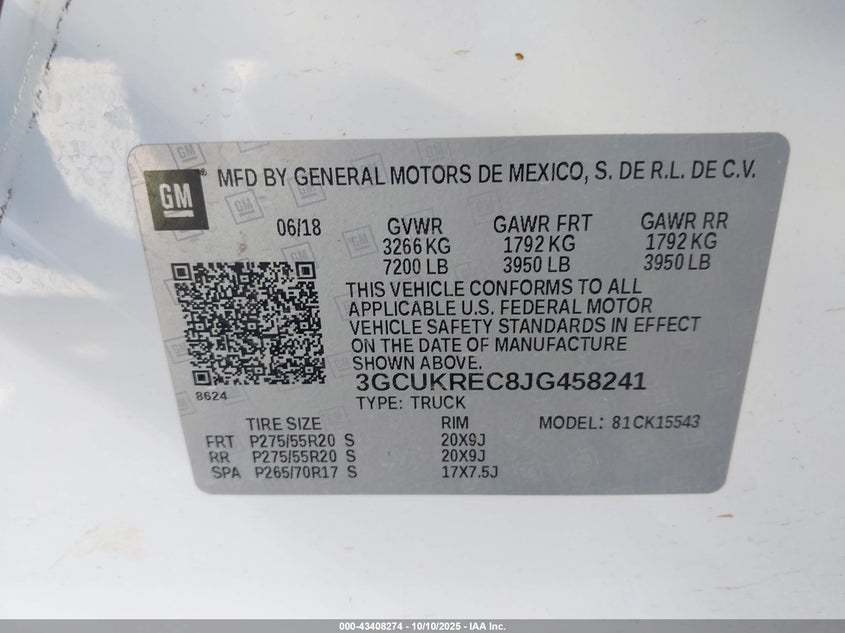 GM
® MFD BY GENERAL MOTORS DE MEXICO, S. DE R.L. DE C.V.
06/18 GVWR GAWR FRT GAWR RR
3266 KG 1792 KG 1792 KG
7200 LB 3950 LB 3950 LB
THIS VEHICLE CONFORMS TO ALL
APPLICABLE U.S. FEDERAL MOTOR
VEHICLE SAFETY STANDARDS IN EFFECT
ON THE DATE OF MANUFACTURE
SHOWN ABOVE.
3GCUKREC8JG458241
8624
TYPE: TRUCK
TIRE SIZE RIM MODEL: 81CK15543
FRT P275/55R20 S 20X9J
RR P275/55R20 S 20X9J
SPA P265/70R17 S 17X7.5J
000-43408274 - 10/10/2025 - IAA Inc.